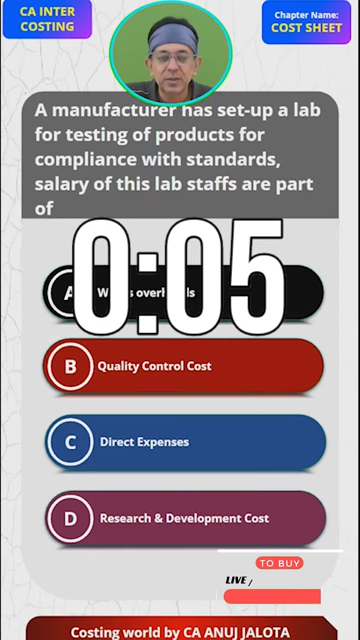 CA INTER
COSTING
Chapter Name:
COST SHEET
A manufacturer has set-up a lab
for testing of products for
compliance with standards,
salary of this lab staffs are part
of
0:05
A
B Quality Control Cost
C Direct Expenses
D Research & Development Cost
TO BUY
LIVE /
Costing world by CA ANUJ JALOTA